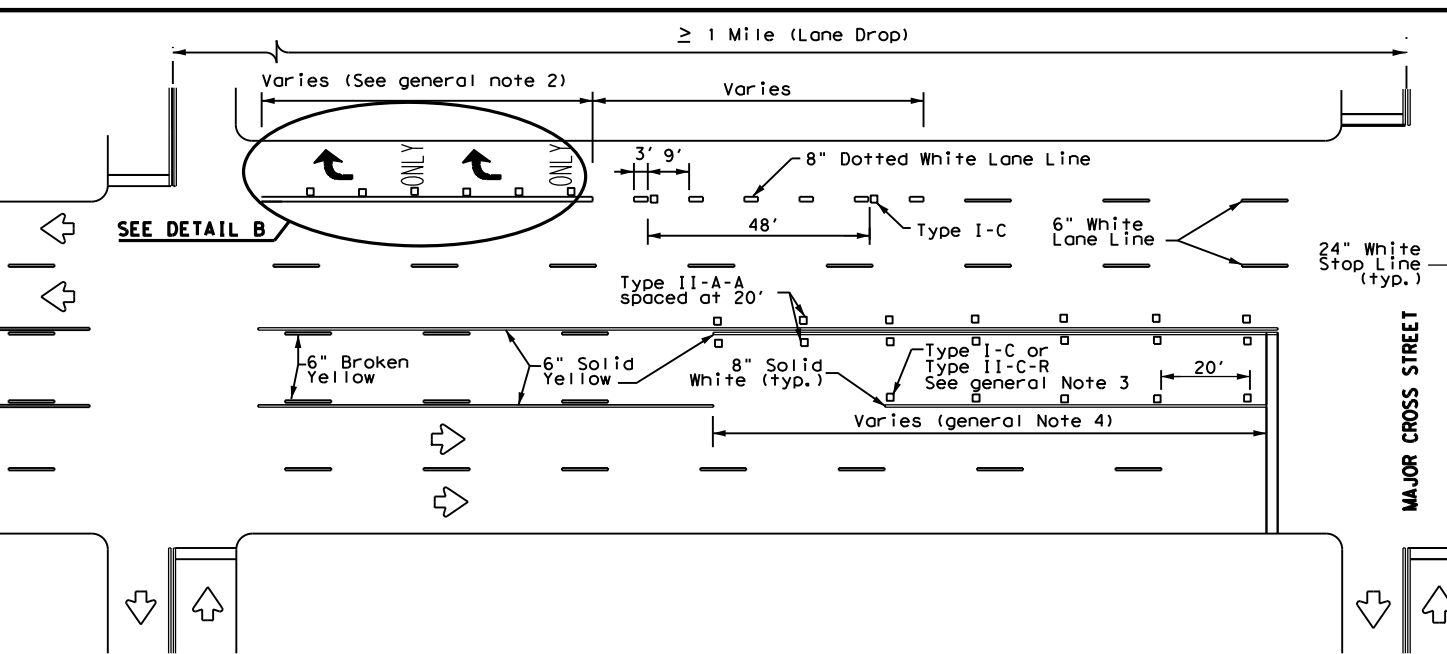 ≥ 1 Mile (Lane Drop)
Varies (See general note 2)
Varies
ONLY
ONLY
3' 9'
8" Dotted White Lane Line
SEE DETAIL B
48'
Type I-C
6" White
Lane Line
24" White
Stop Line
(typ.)
Type II-A-A
spaced at 20'
6" Broken
Yellow
6" Solid
Yellow
8" Solid
White (typ.)
Type I-C or
Type II-C-R
See general Note 3
20'
Varies (general Note 4)
MAJOR CROSS STREET